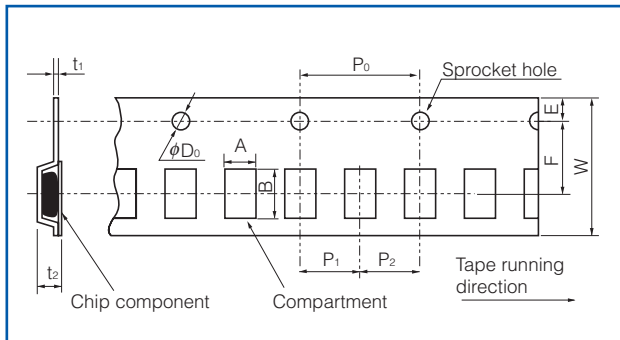 t1
P0
Sprocket hole
E
A
ϕD0
F
W
B
P1
P2
t2
Tape running
direction
Chip component
Compartment